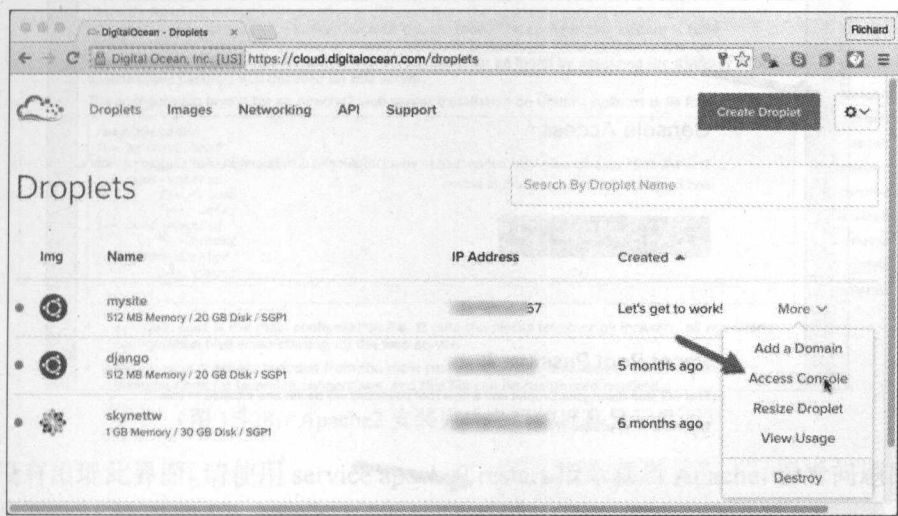 DigitalOcean - Droplets
Richard
Digital Ocean, Inc. [US] https://cloud.digitalocean.com/droplets
Droplets Images Networking API Support Create Droplet
Droplets
Search By Droplet Name
Img Name IP Address Created
mysite
512 MB Memory / 20 GB Disk / SGP1
57 Let's get to work! More
Add a Domain
django
512 MB Memory / 20 GB Disk / SGP1
5 months ago
Access Console
Resize Droplet
skynettw
1 GB Memory / 30 GB Disk / SGP1
6 months ago
View Usage
Destroy